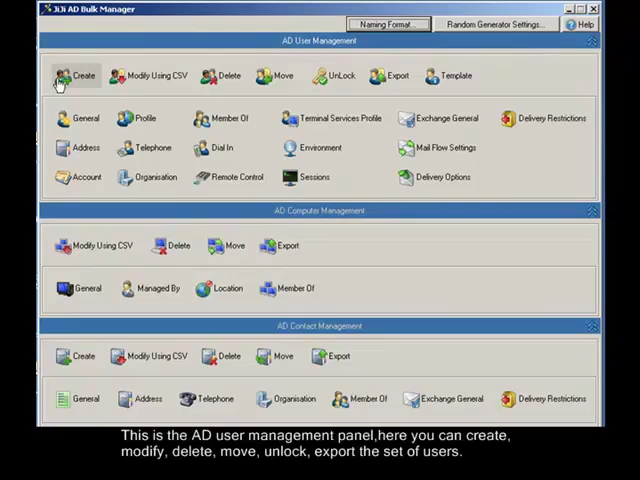 JiJi AD Bulk Manager
Naming Format... Random Generator Settings... Help
AD User Management
Create Modify Using CSV Delete Move UnLock Export Template
General Profile Member Of Terminal Services Profile Exchange General Delivery Restrictions
Address Telephone Dial In Environment Mail Flow Settings
Account Organisation Remote Control Sessions Delivery Options
AD Computer Management
Modify Using CSV Delete Move Export
General Managed By Location Member Of
AD Contact Management
Create Modify Using CSV Delete Move Export
General Address Telephone Organisation Member Of Exchange General Delivery Restrictions
This is the AD user management panel,here you can create,
modify, delete, move, unlock, export the set of users.